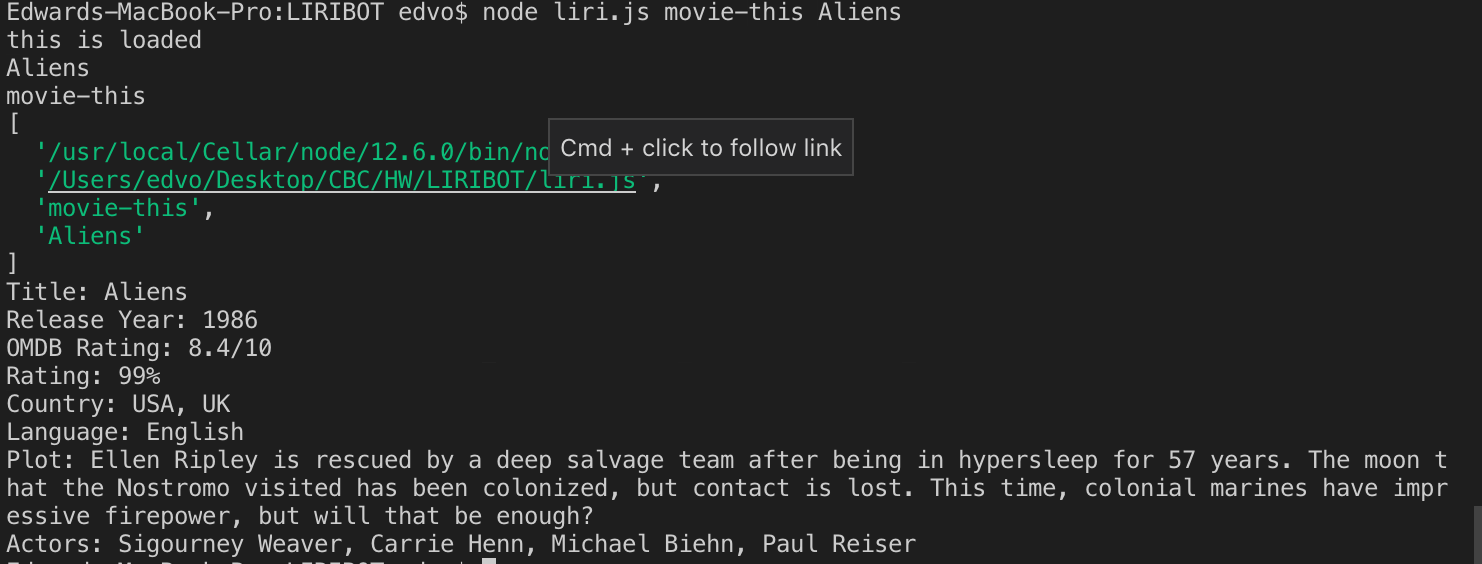 Edwards-MacBook-Pro:LIRIBOT edvo$ node liri.js movie-this Aliens
this is loaded
Aliens
movie-this
[
'/usr/local/Cellar/node/12.6.0/bin/no
Cmd + click to follow link
'/Users/edvo/Desktop/CBC/HW/LIRIBOT/liri.js',
'movie-this',
'Aliens'
]
Title: Aliens
Release Year: 1986
OMDB Rating: 8.4/10
Rating: 99%
Country: USA, UK
Language: English
Plot: Ellen Ripley is rescued by a deep salvage team after being in hypersleep for 57 years. The moon t
hat the Nostromo visited has been colonized, but contact is lost. This time, colonial marines have impr
essive firepower, but will that be enough?
Actors: Sigourney Weaver, Carrie Henn, Michael Biehn, Paul Reiser